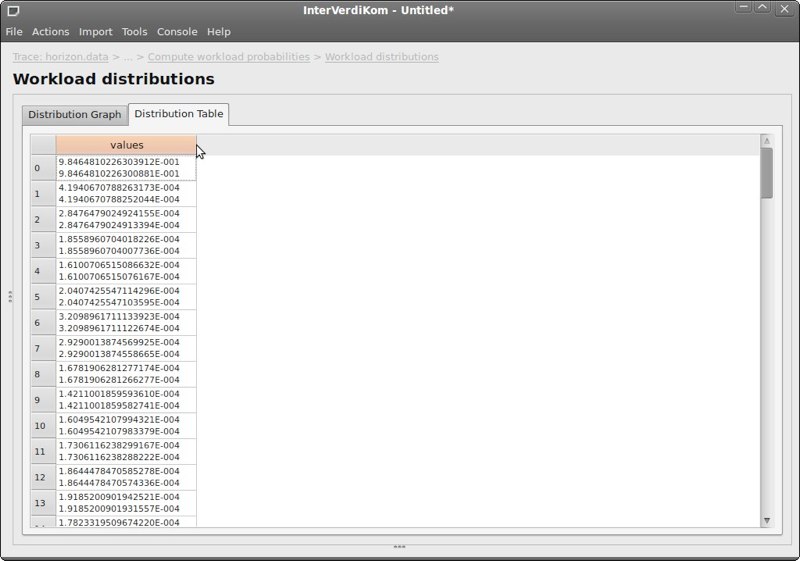 InterVerdiKom - Untitled*
File Actions Import Tools Console Help
Trace: horizon.data > ... > Compute workload probabilities > Workload distributions
Workload distributions
Distribution Graph Distribution Table
values
0
9.8464810226303912E-001
9.8464810226300881E-001
1
4.1940670788263173E-004
4.1940670788252044E-004
2
2.8476479024924155E-004
2.8476479024913394E-004
3
1.8558960704018226E-004
1.8558960704007736E-004
4
1.6100706515086632E-004
1.6100706515076167E-004
5
2.0407425547114296E-004
2.0407425547103595E-004
6
3.2098961711133923E-004
3.2098961711122674E-004
7
2.9290013874569925E-004
2.9290013874558665E-004
8
1.6781906281277174E-004
1.6781906281266277E-004
9
1.4211001859593610E-004
1.4211001859582741E-004
10
1.6049542107994321E-004
1.6049542107983379E-004
11
1.7306116238299167E-004
1.7306116238288222E-004
12
1.8644478470585278E-004
1.8644478470574336E-004
13
1.9185200901942521E-004
1.9185200901931557E-004
1.7823319509674220E-004